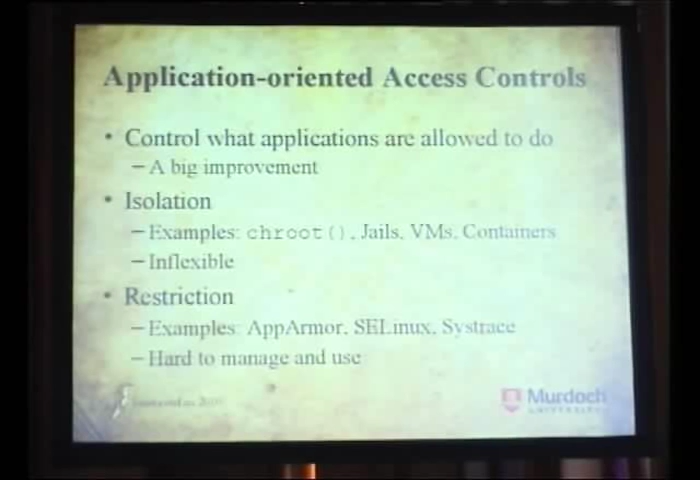 Application-oriented Access Controls
• Control what applications are allowed to do
– A big improvement
• Isolation
– Examples: chroot(), Jails, VMs, Containers
– Inflexible
• Restriction
– Examples: AppArmor, SELinux, Systrace
– Hard to manage and use
Murdoch
UNIVERSITY